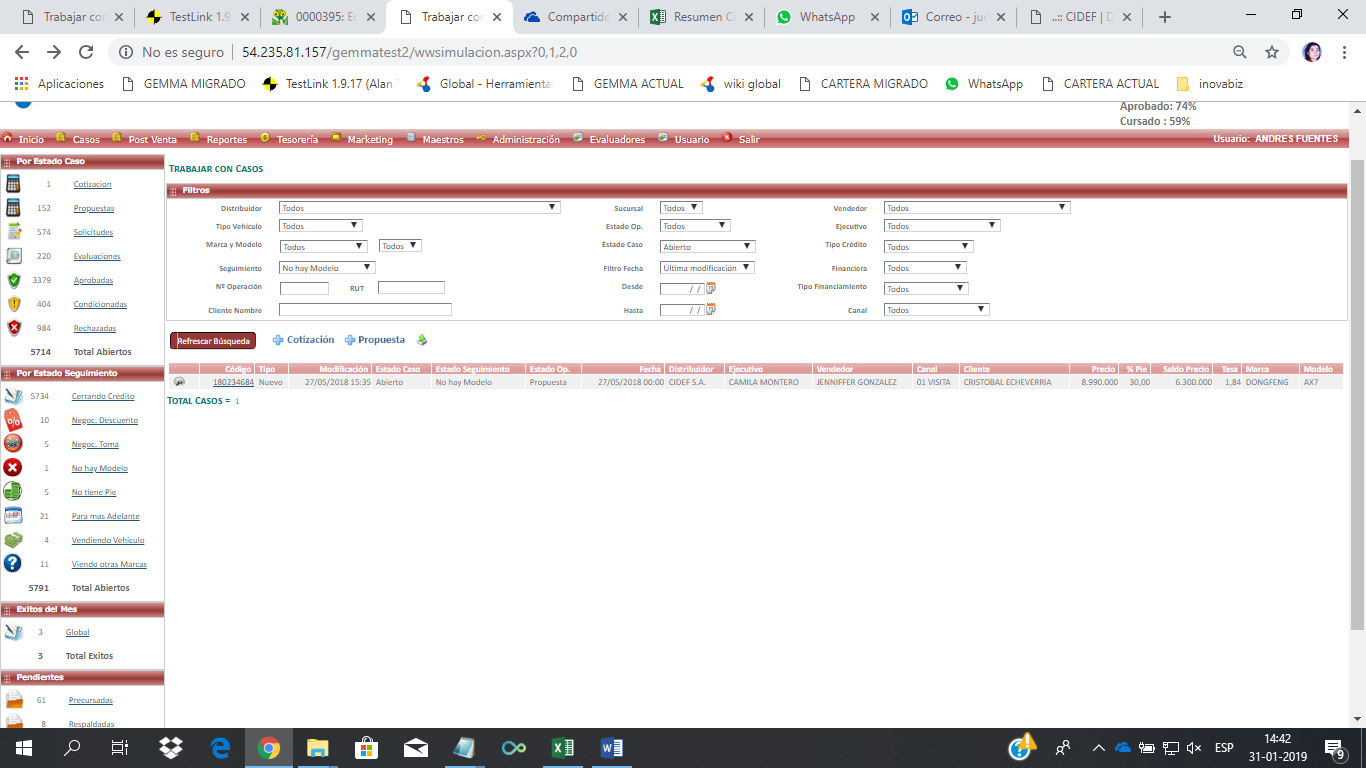 Trabajar con
TestLink 1.9
0000395: Er
Trabajar con
Compartido
Resumen C
WhatsApp
Correo - juc
..:: CIDEF | D
No es seguro | 54.235.81.157/gemmatest2/wwsimulacion.aspx?0,1,2,0
Aplicaciones GEMMA MIGRADO TestLink 1.9.17 (Alan Global - Herramienta: GEMMA ACTUAL wiki global CARTERA MIGRADO WhatsApp CARTERA ACTUAL inovabiz
Aprobado: 74%
Cursado : 59%
Inicio Casos Post Venta Reportes Tesorería Marketing Maestros Administración Evaluadores Usuario Salir Usuario: ANDRES FUENTES
Por Estado Caso
1 Cotizacion
152 Propuestas
574 Solicitudes
220 Evaluaciones
3379 Aprobadas
404 Condicionadas
984 Rechazadas
5714 Total Abiertos
Por Estado Seguimiento
5734 Cerrando Crédito
10 Negoc. Descuento
5 Negoc. Toma
1 No hay Modelo
5 No tiene Pie
21 Para mas Adelante
4 Vendiendo Vehiculo
11 Viendo otras Marcas
5791 Total Abiertos
Exitos del Mes
3 Global
3 Total Exitos
Pendientes
61 Precursadas
8 Respaldadas
TRABAJAR CON CASOS
Filtros
Distribuidor Todos Sucursal Todos Vendedor Todos
Tipo Vehículo Todos Estado Op. Todos Ejecutivo Todos
Marca y Modelo Todos Todos Estado Caso Abierto Tipo Crédito Todos
Seguimiento No hay Modelo Filtro Fecha Última modificación Financiera Todos
Nº Operación RUT Desde / / Tipo Financiamiento Todos
Cliente Nombre Hasta / / Canal Todos
Refrescar Búsqueda Cotización Propuesta
Código Tipo Modificación Estado Caso Estado Seguimiento Estado Op. Fecha Distribuidor Ejecutivo Vendedor Canal Cliente Precio % Pie Saldo Precio Tasa Marca Modelo
180234684 Nuevo 27/05/2018 15:35 Abierto No hay Modelo Propuesta 27/05/2018 00:00 CIDEF S.A. CAMILA MONTERO JENNIFFER GONZALEZ 01 VISITA CRISTOBAL ECHEVERRIA 8.990.000 30,00 6.300.000 1,84 DONGFENG AX7
TOTAL CASOS = 1
ESP
14:42
31-01-2019
9